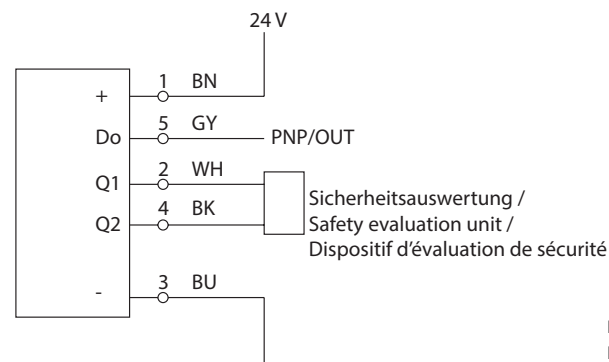 24 V
+ 1 BN
Do 5 GY PNP/OUT
Q1 2 WH
Q2 4 BK
Sicherheitsauswertung /
Safety evaluation unit /
Dispositif d’évaluation de sécurité
- 3 BU